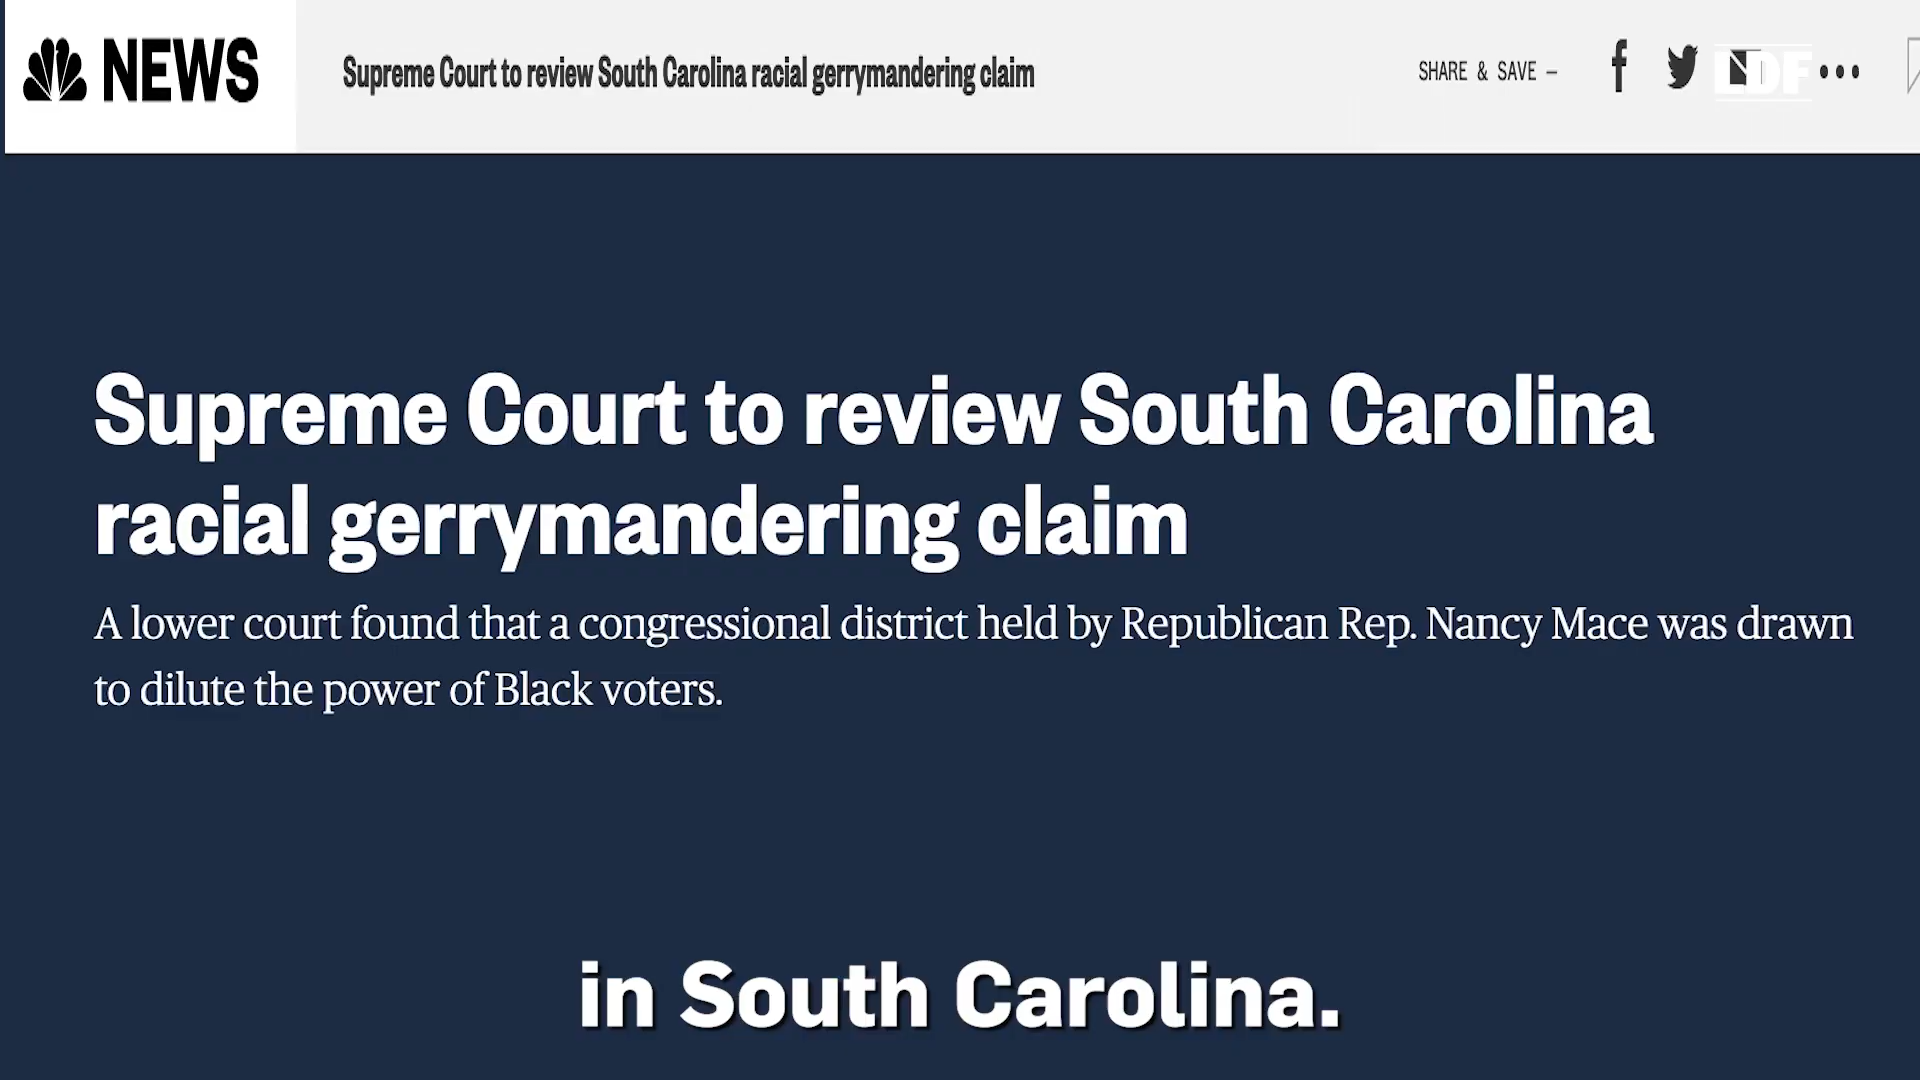 NEWS
Supreme Court to review South Carolina racial gerrymandering claim
SHARE & SAVE –
LDF
Supreme Court to review South Carolina
racial gerrymandering claim
A lower court found that a congressional district held by Republican Rep. Nancy Mace was drawn
to dilute the power of Black voters.
in South Carolina.